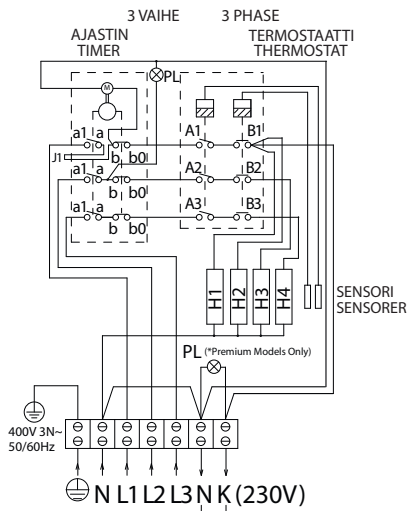 3 VAIHE 3 PHASE
AJASTIN TERMOSTAATTI
TIMER THERMOSTAT
PL
M
a1 a A1 B1
J1 b b0
a1 a A2 B2
b b0
a1 a A3 B3
b b0
H1 H2 H3 H4
SENSORI
SENSORER
PL (*Premium Models Only)
400V 3N~
50/60Hz
N L1 L2 L3 N K (230V)